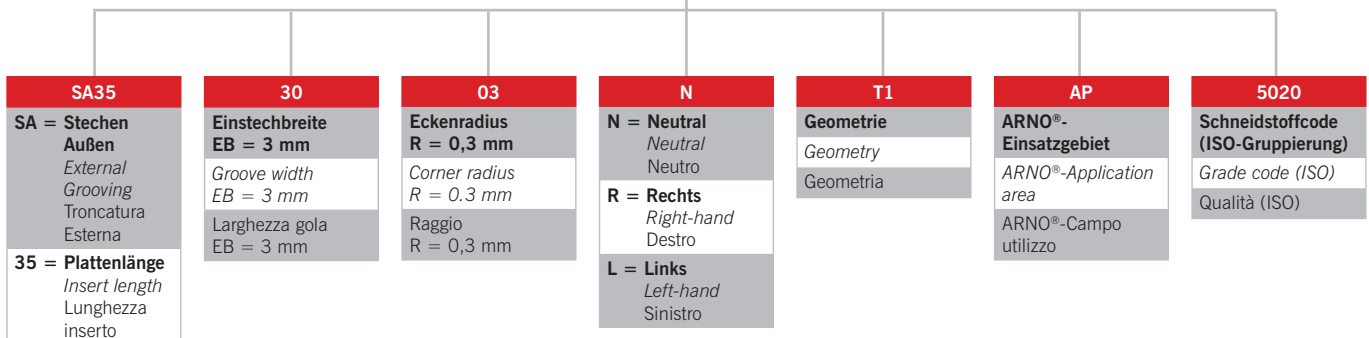 SA35
SA = Stechen
Außen
External
Grooving
Troncatura
Esterna
35 = Plattenlänge
Insert length
Lunghezza
inserto
30
Einstechbreite
EB = 3 mm
Groove width
EB = 3 mm
Larghezza gola
EB = 3 mm
03
Eckenradius
R = 0,3 mm
Corner radius
R = 0.3 mm
Raggio
R = 0,3 mm
N
N = Neutral
Neutral
Neutro
R = Rechts
Right-hand
Destro
L = Links
Left-hand
Sinistro
T1
Geometrie
Geometry
Geometria
AP
ARNO®-
Einsatzgebiet
ARNO®-Application
area
ARNO®-Campo
utilizzo
5020
Schneidstoffcode
(ISO-Gruppierung)
Grade code (ISO)
Qualità (ISO)